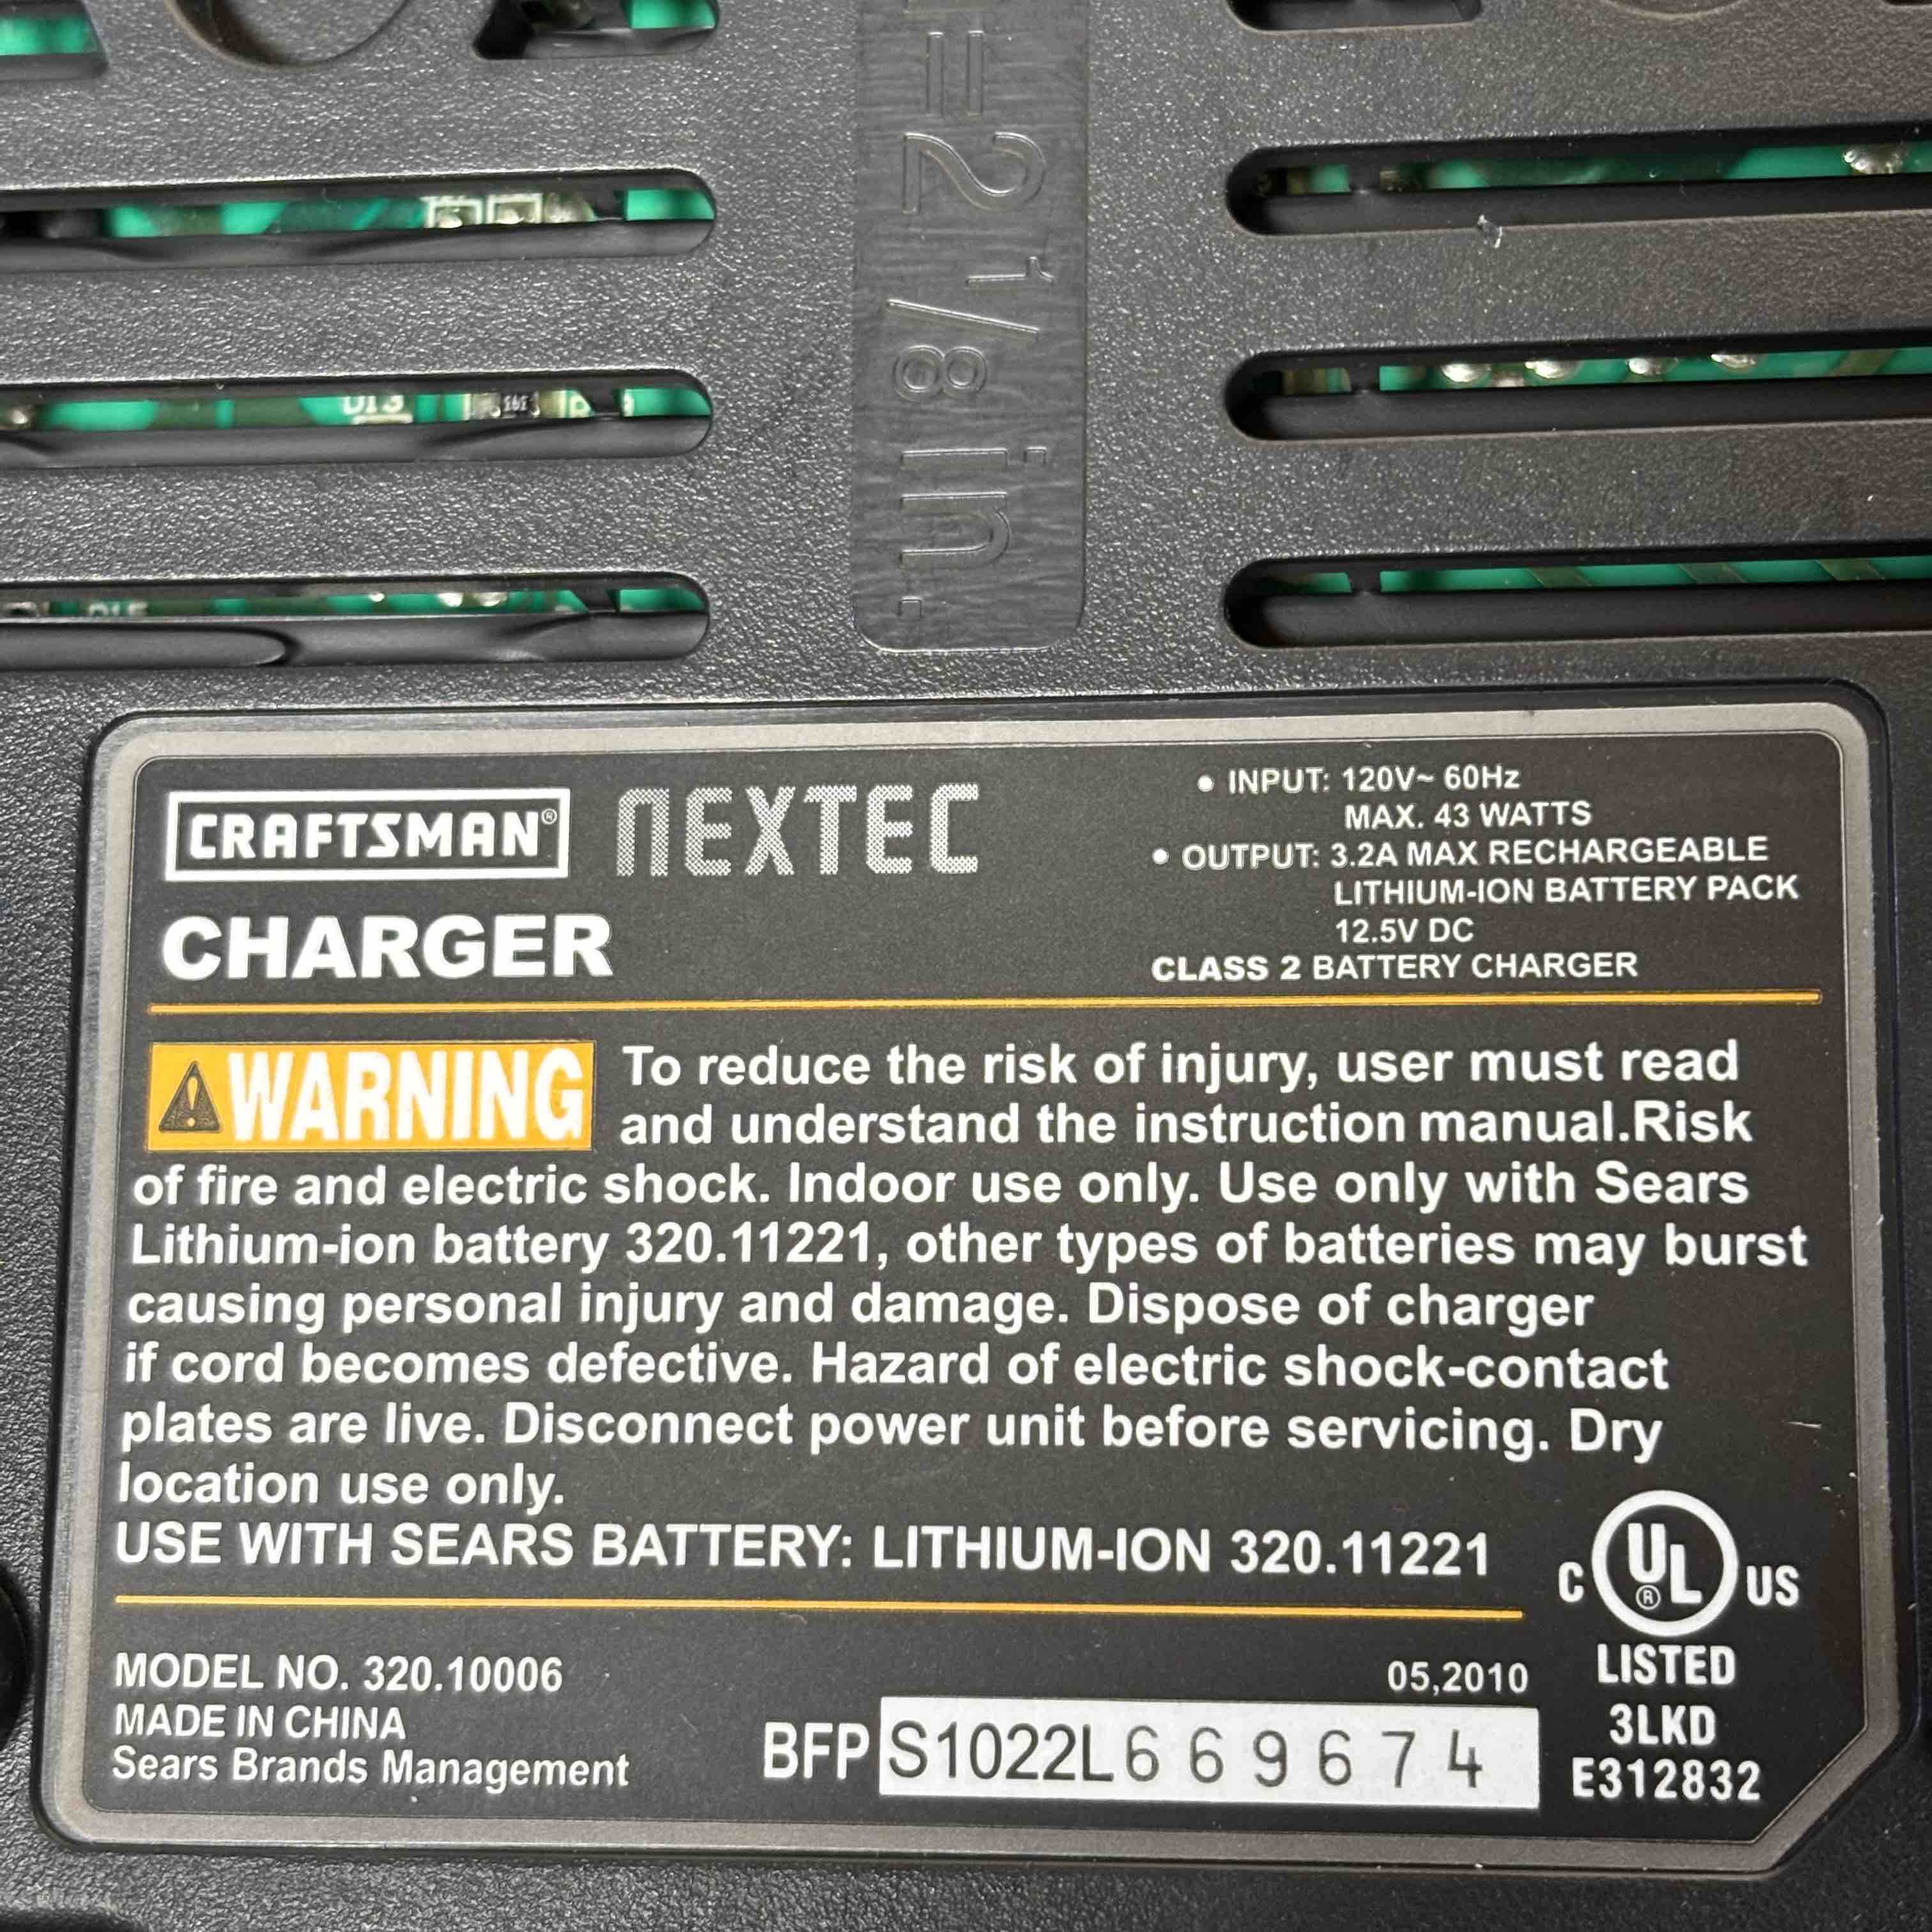 =2 1/8 in.
CRAFTSMAN® NEXTEC
CHARGER
• INPUT: 120V~ 60Hz
MAX. 43 WATTS
• OUTPUT: 3.2A MAX RECHARGEABLE
LITHIUM-ION BATTERY PACK
12.5V DC
CLASS 2 BATTERY CHARGER
WARNING To reduce the risk of injury, user must read
and understand the instruction manual.Risk
of fire and electric shock. Indoor use only. Use only with Sears
Lithium-ion battery 320.11221, other types of batteries may burst
causing personal injury and damage. Dispose of charger
if cord becomes defective. Hazard of electric shock-contact
plates are live. Disconnect power unit before servicing. Dry
location use only.
USE WITH SEARS BATTERY: LITHIUM-ION 320.11221
C UL® US
LISTED
3LKD
E312832
MODEL NO. 320.10006
MADE IN CHINA
Sears Brands Management
05,2010
BFP S1022L669674